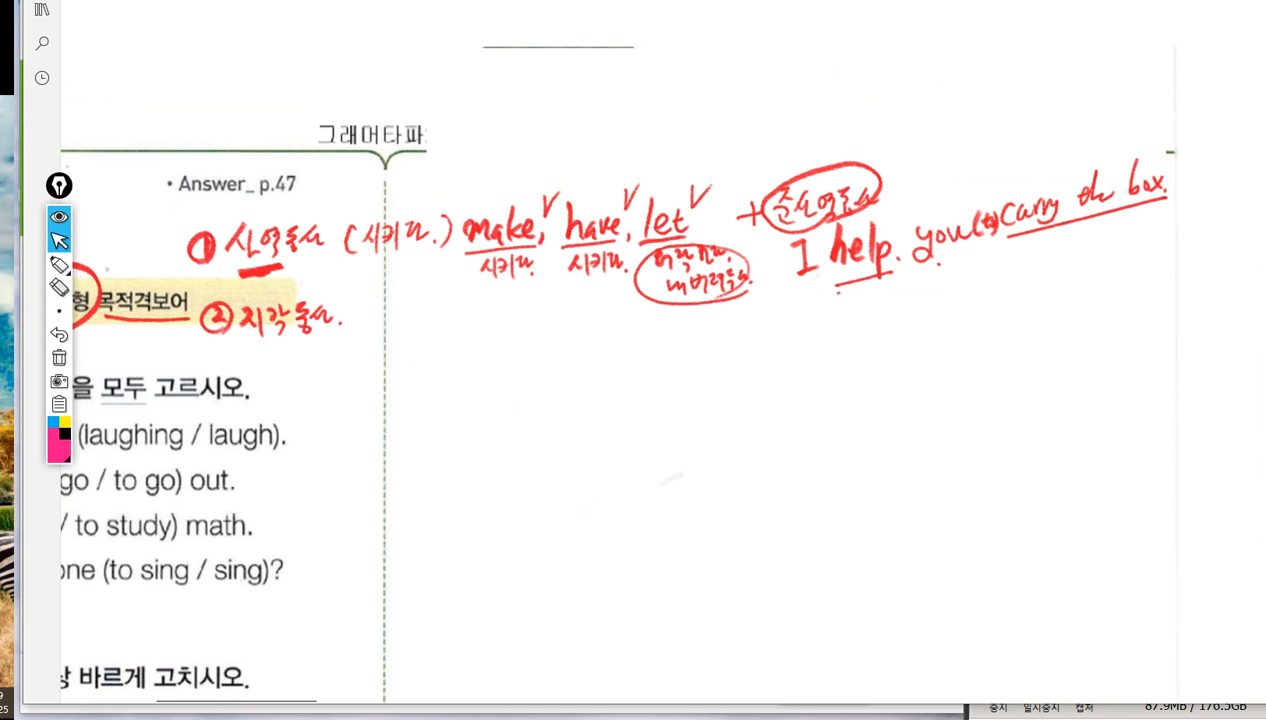 그래머타파
• Answer_ p.47
① 사역동사 (시키다.) make, have, let + 준사역동사
시키다. 시키다. 허락하다, 내버려두다.
I help. you (to) carry the box.
형 목적격보어 ② 지각동사.
을 모두 고르시오.
(laughing / laugh).
go / to go) out.
/ to study) math.
one (to sing / sing)?
상 바르게 고치시오.
중지 일시중지 캡처 87.9MB / 176.5GB